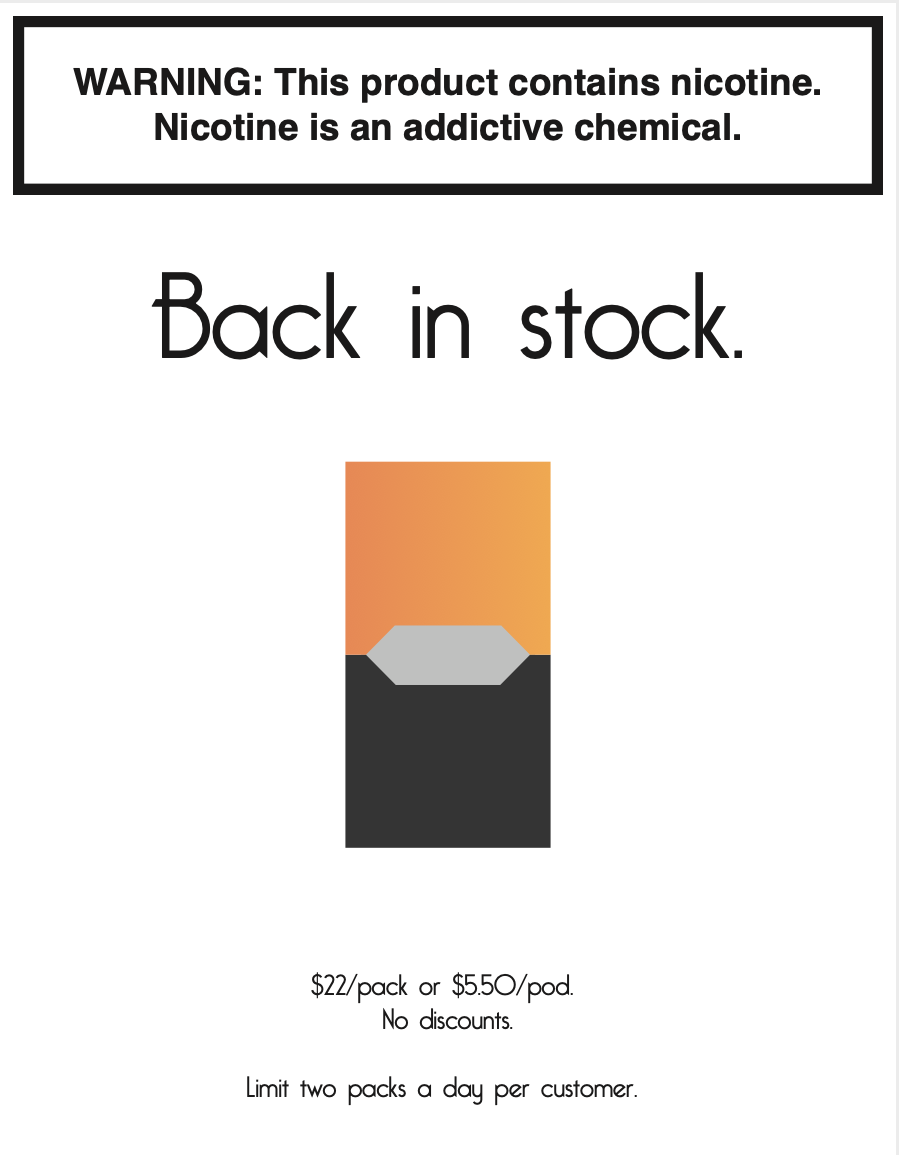 WARNING: This product contains nicotine.
Nicotine is an addictive chemical.
Back in stock.
$22/pack or $5.50/pod.
No discounts.
Limit two packs a day per customer.